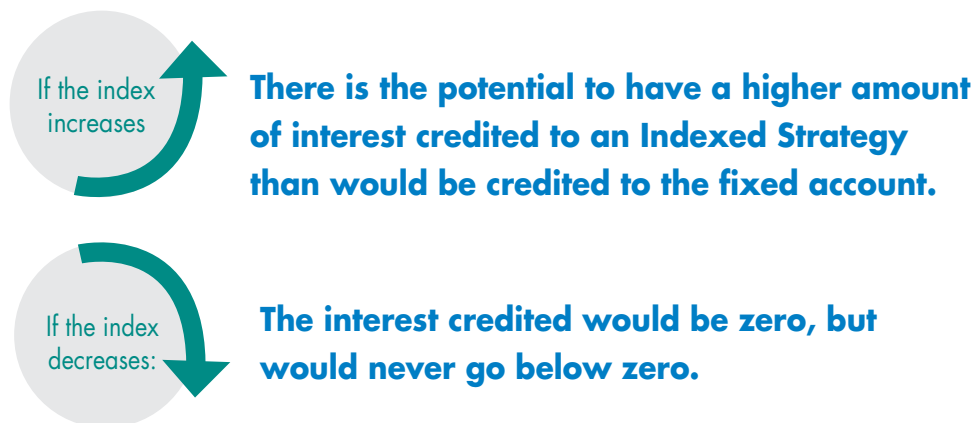 If the index
increases
There is the potential to have a higher amount
of interest credited to an Indexed Strategy
than would be credited to the fixed account.
If the index
decreases:
The interest credited would be zero, but
would never go below zero.